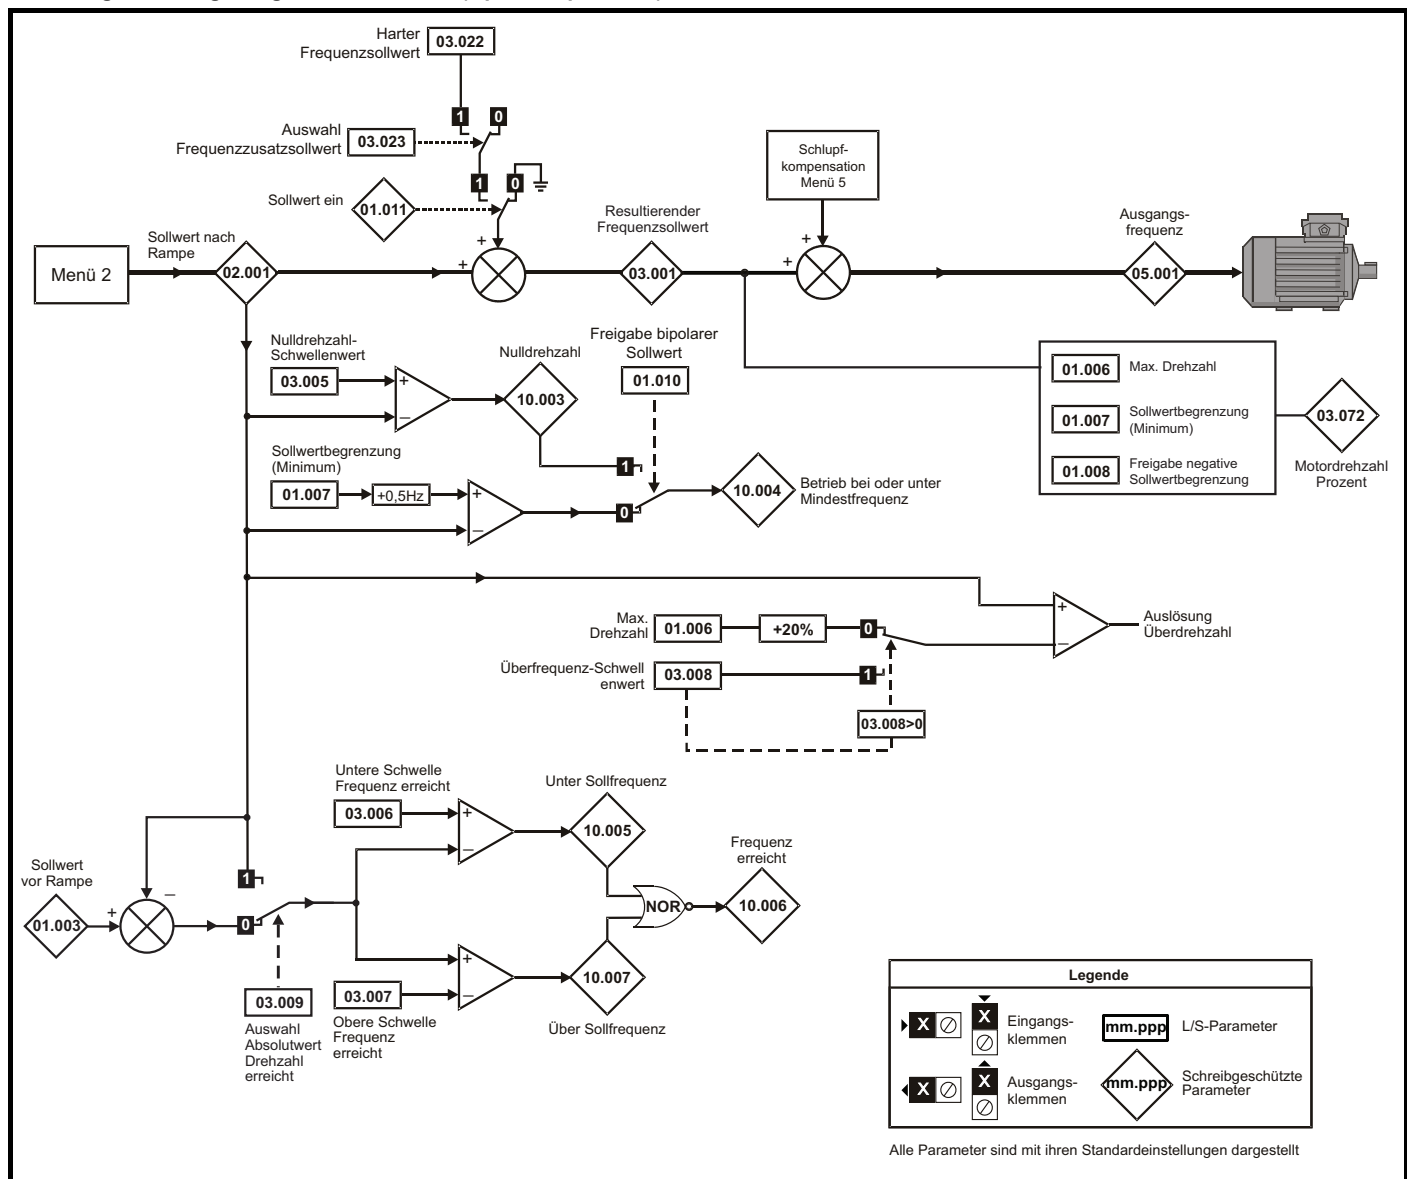 Harter
Frequenzsollwert
03.022
1
0
Auswahl
Frequenzzusatzsollwert
03.023
1
0
Sollwert ein
01.011
Schlupf-
kompensation
Menü 5
Menü 2
Sollwert nach
Rampe
02.001
+
+
Resultierender
Frequenzsollwert
03.001
+
+
Ausgangs-
frequenz
05.001
Nulldrehzahl-
Schwellenwert
03.005
+
–
Nulldrehzahl
10.003
Freigabe bipolarer
Sollwert
01.010
1
0
Sollwertbegrenzung
(Minimum)
01.007
+0,5Hz
+
–
10.004
Betrieb bei oder unter
Mindestfrequenz
01.006
Max. Drehzahl
01.007
Sollwertbegrenzung
(Minimum)
01.008
Freigabe negative
Sollwertbegrenzung
03.072
Motordrehzahl
Prozent
Max.
Drehzahl
01.006
+20%
0
Überfrequenz-Schwell
enwert
03.008
1
03.008>0
+
–
Auslösung
Überdrehzahl
Untere Schwelle
Frequenz erreicht
03.006
+
–
Unter Sollfrequenz
10.005
Sollwert
vor Rampe
01.003
+
–
1
0
03.009
Auswahl
Absolutwert
Drehzahl
erreicht
03.007
Obere Schwelle
Frequenz
erreicht
+
–
10.007
Über Sollfrequenz
NOR
Frequenz
erreicht
10.006
Legende
X
X
Eingangs-
klemmen
mm.ppp
L/S-Parameter
X
X
Ausgangs-
klemmen
mm.ppp
Schreibgeschützte
Parameter
Alle Parameter sind mit ihren Standardeinstellungen dargestellt